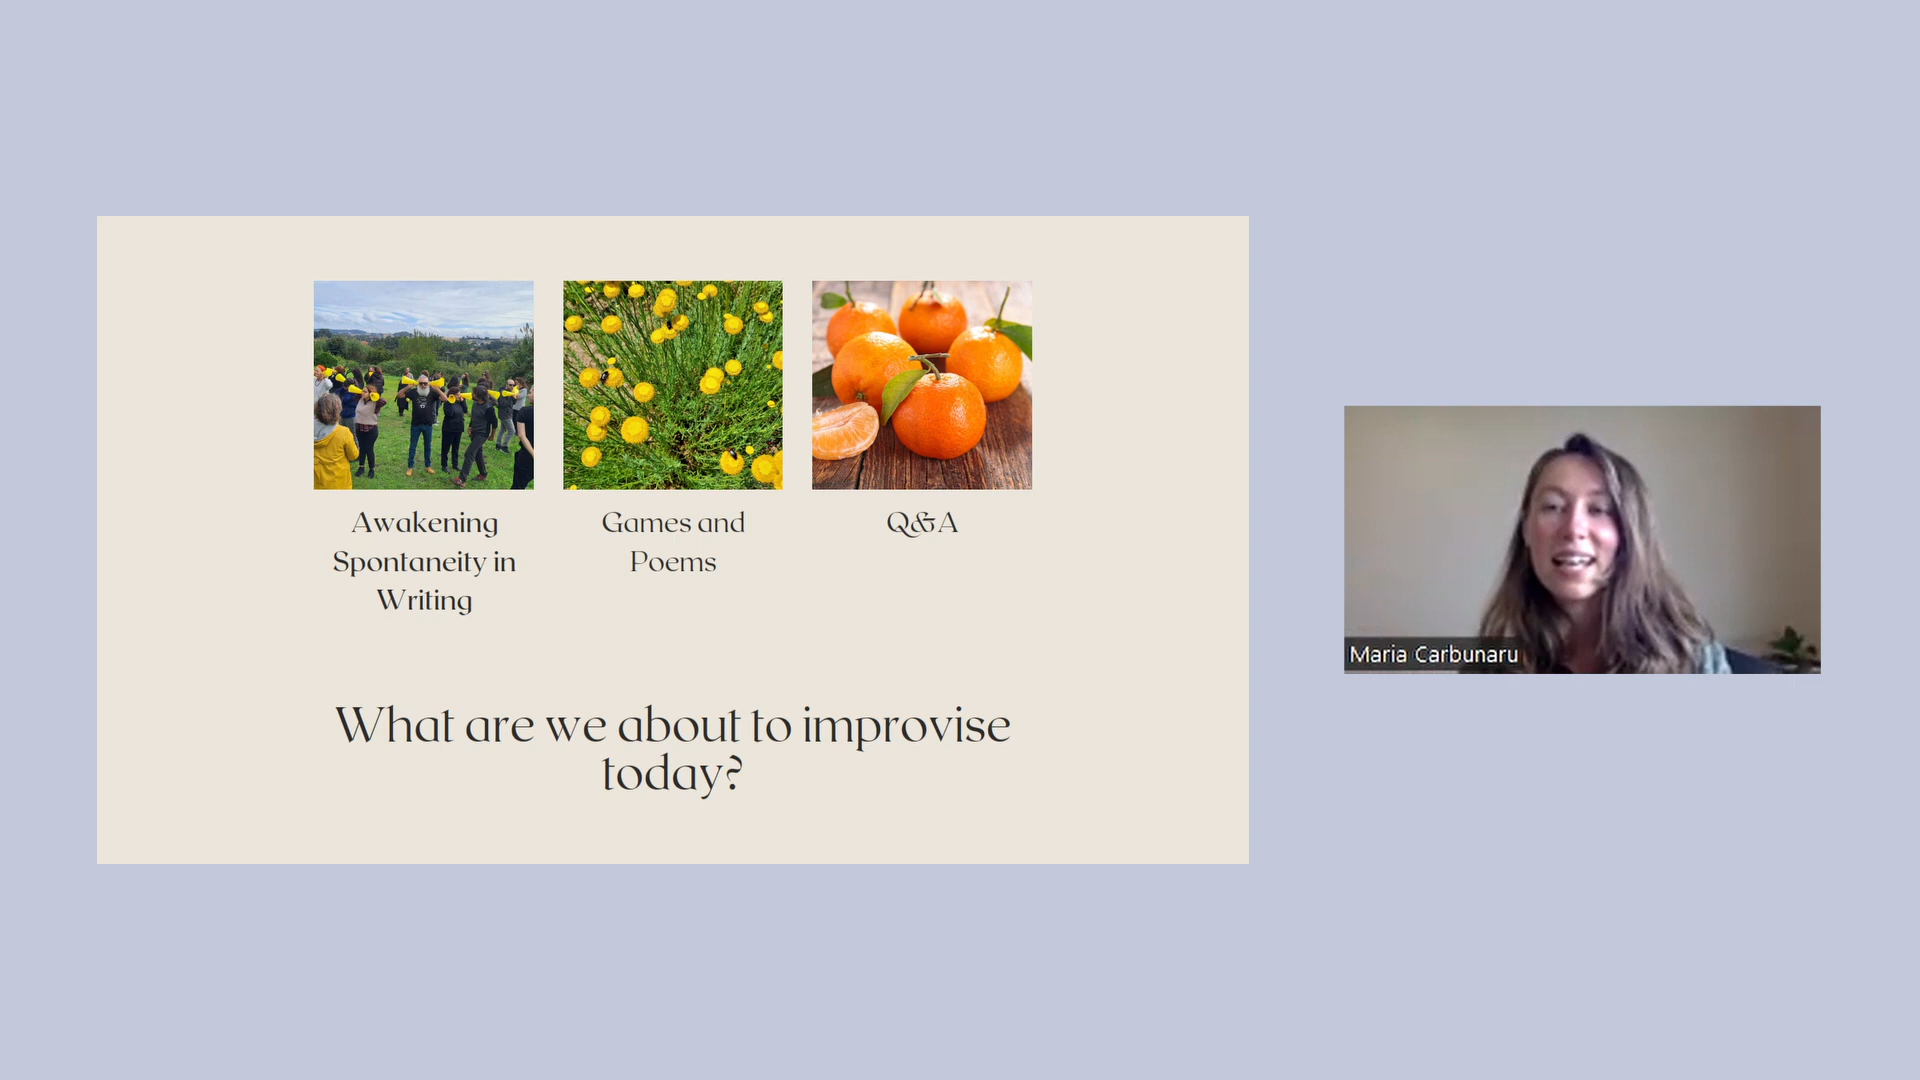 Awakening
Spontaneity in
Writing
Games and
Poems
Q&A
What are we about to improvise
today?
Maria Carbunaru